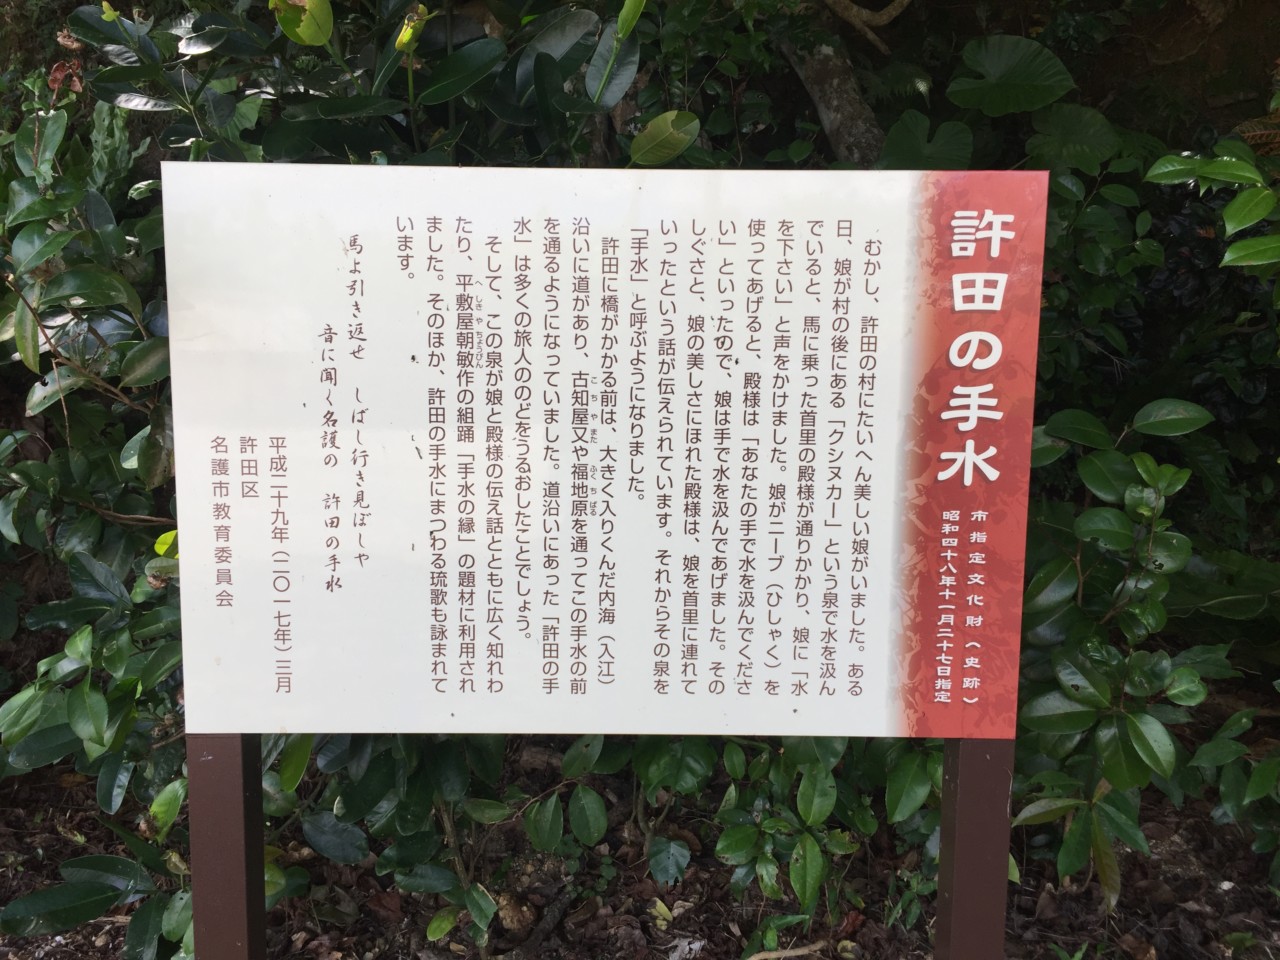 許田の手水
市指定文化財（史跡）
昭和四十八年十一月二十七日指定
むかし、許田の村にたいへん美しい娘がいました。ある
日、娘が村の後にある「クシヌカー」という泉で水を汲ん
でいると、馬に乗った首里の殿様が通りかかり、娘に「水
を下さい」と声をかけました。娘がニーブ（ひしゃく）を
使ってあげると、殿様は「あなたの手で水を汲んでくださ
い」といったので、娘は手で水を汲んであげました。その
しぐさと、娘の美しさにほれた殿様は、娘を首里に連れて
いったという話が伝えられています。それからその泉を
「手水」と呼ぶようになりました。
許田に橋がかかる前は、大きく入りくんだ内海（入江）
沿いに道があり、古知屋又や福地原を通ってこの手水の前
こちやまた ふくちばる
を通るようになっていました。道沿いにあった「許田の手
水」は多くの旅人ののどをうるおしたことでしょう。
そして、この泉が娘と殿様の伝え話とともに広く知れわ
たり、平敷屋朝敏作の組踊「手水の縁」の題材に利用され
へしきやちょうびん
ました。そのほか、許田の手水にまつわる琉歌も詠まれて
います。
馬よ引き返せ しばし行き見ぼしや
音に聞く名護の 許田の手水
平成二十九年（二〇一七年）三月
許田区
名護市教育委員会